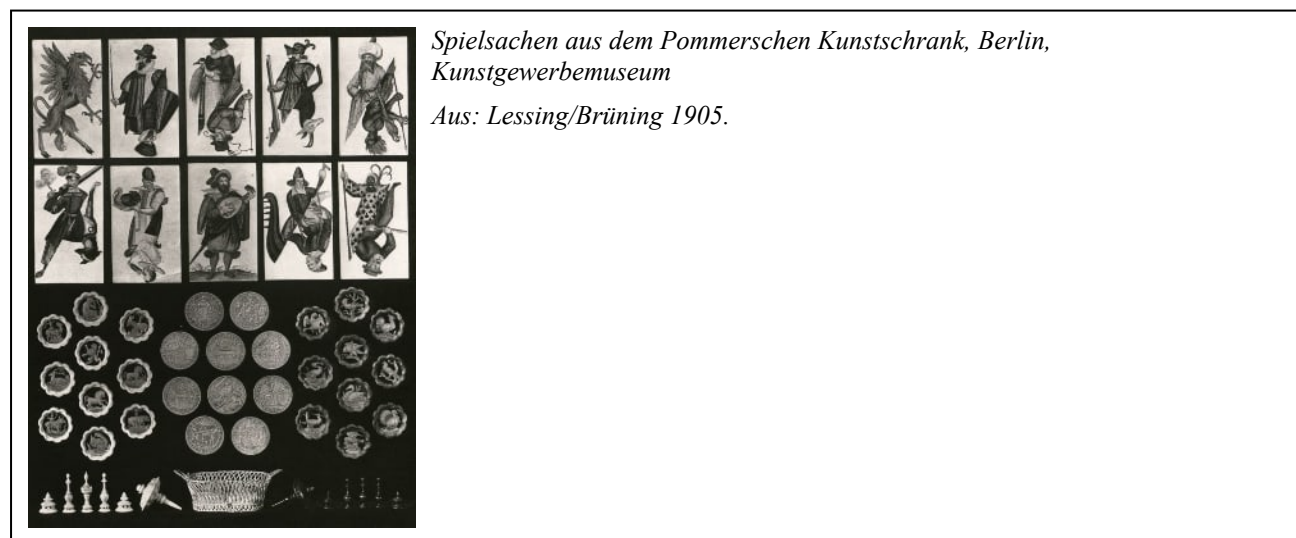 Spielsachen aus dem Pommerschen Kunstschrank, Berlin,
Kunstgewerbemuseum
Aus: Lessing/Brüning 1905.